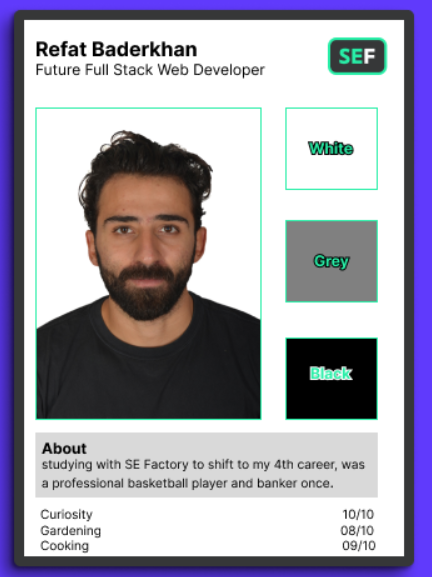 Refat Baderkhan
Future Full Stack Web Developer
SEF
White
Grey
Black
About
studying with SE Factory to shift to my 4th career, was
a professional basketball player and banker once.
Curiosity 10/10
Gardening 08/10
Cooking 09/10